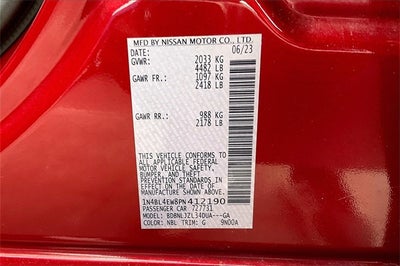 MFD BY NISSAN MOTOR CO., LTD.
DATE: 06/23
GVWR: 2033 KG
4482 LB
GAWR FR.: 1097 KG
2418 LB
GAWR RR.: 988 KG
2178 LB
THIS VEHICLE CONFORMS TO
ALL APPLICABLE FEDERAL
MOTOR VEHICLE SAFETY,
BUMPER, AND THEFT
PREVENTION STANDARDS IN
EFFECT ON THE DATE OF
MANUFACTURE SHOWN ABOVE.
1N4BL4EW8PN412190
PASSENGER CAR 727731
MODEL: BDBNLJZL34DUA---GA
COLOR: NBL TRIM: G 9N00A